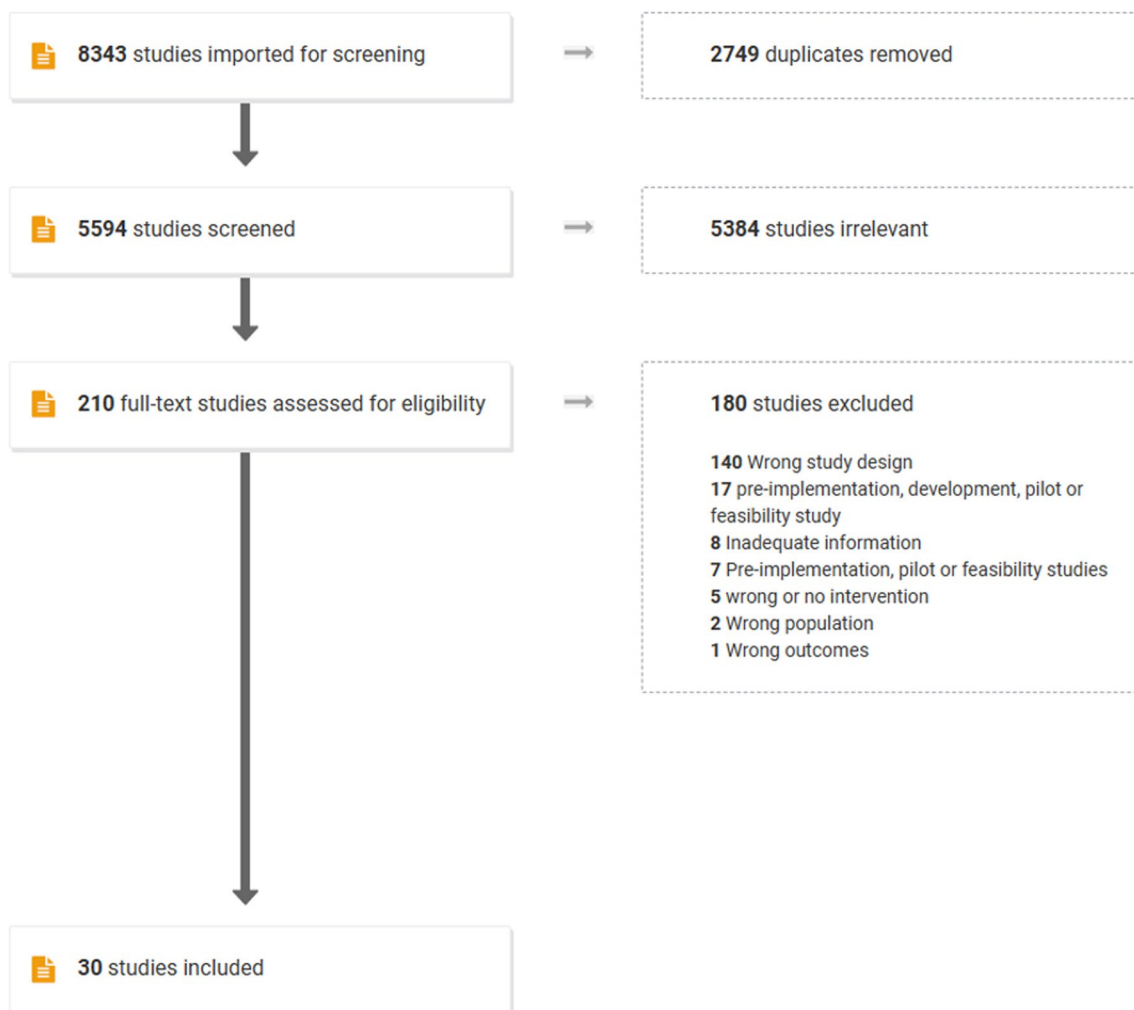 8343 studies imported for screening
2749 duplicates removed
5594 studies screened
5384 studies irrelevant
210 full-text studies assessed for eligibility
180 studies excluded
140 Wrong study design
17 pre-implementation, development, pilot or
feasibility study
8 Inadequate information
7 Pre-implementation, pilot or feasibility studies
5 wrong or no intervention
2 Wrong population
1 Wrong outcomes
30 studies included